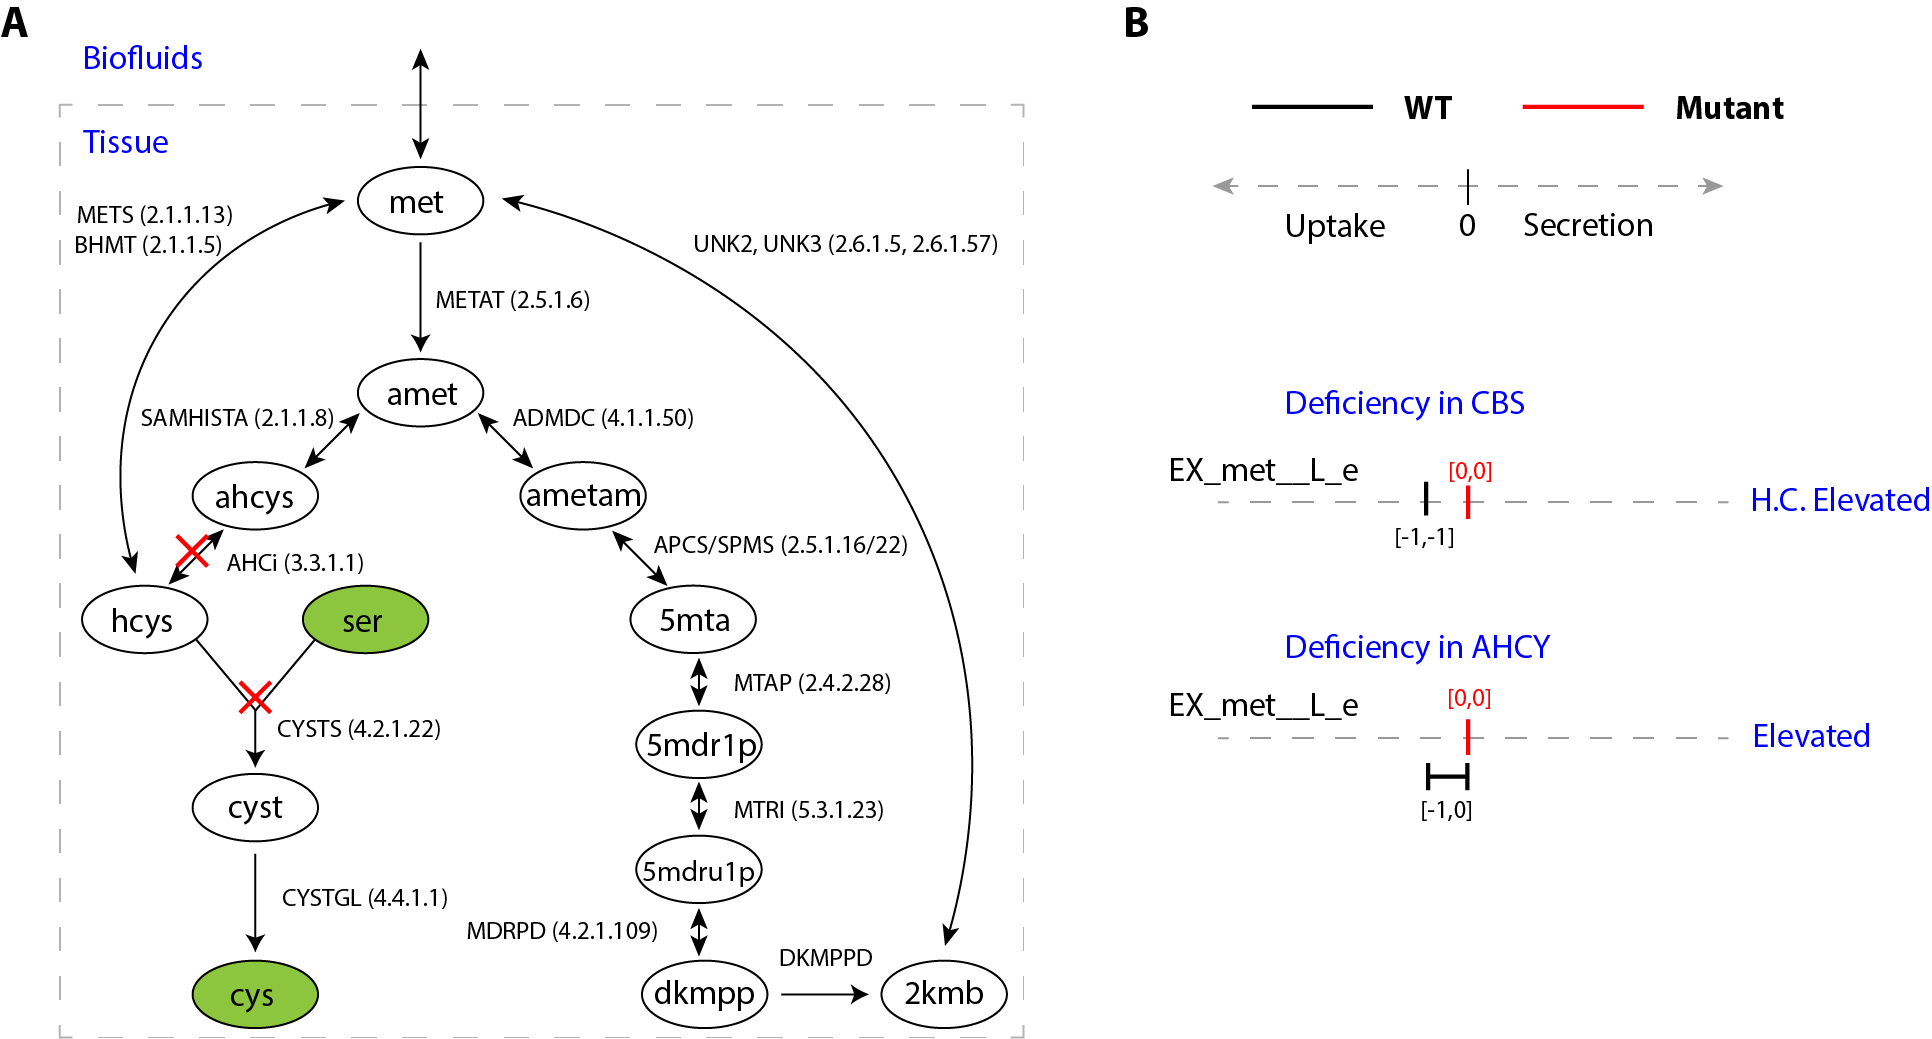 A
Biofluids
Tissue
met
METS (2.1.1.13)
BHMT (2.1.1.5)
UNK2, UNK3 (2.6.1.5, 2.6.1.57)
METAT (2.5.1.6)
amet
SAMHISTA (2.1.1.8)
ADMDC (4.1.1.50)
ahcys
ametam
AHCi (3.3.1.1)
APCS/SPMS (2.5.1.16/22)
hcys
ser
5mta
MTAP (2.4.2.28)
CYSTS (4.2.1.22)
5mdr1p
cyst
MTRI (5.3.1.23)
5mdru1p
CYSTGL (4.4.1.1)
MDRPD (4.2.1.109)
DKMPPD
cys
dkmpp
2kmb
B
WT
Mutant
Uptake
0
Secretion
Deficiency in CBS
EX_met__L_e
[0,0]
H.C. Elevated
[-1,-1]
Deficiency in AHCY
EX_met__L_e
[0,0]
Elevated
[-1,0]